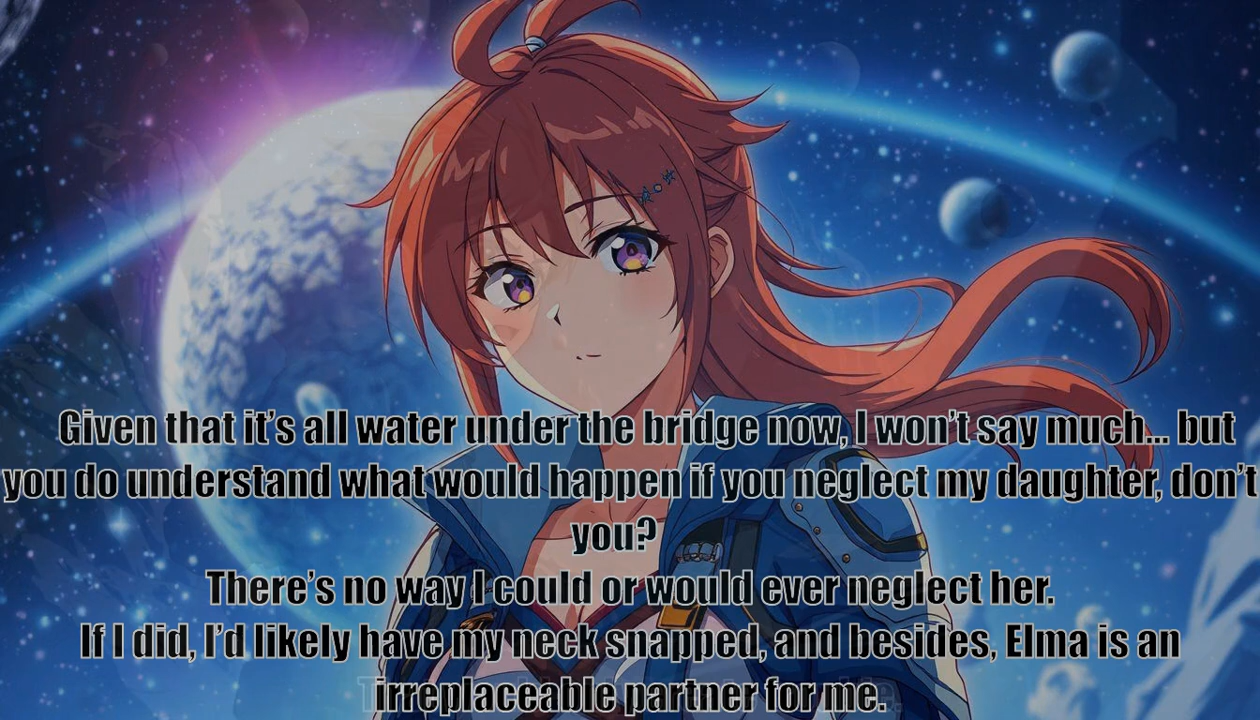 Given that it’s all water under the bridge now, I won’t say much... but
you do understand what would happen if you neglect my daughter, don’t
you?
There’s no way I could or would ever neglect her.
If I did, I’d likely have my neck snapped, and besides, Elma is an
irreplaceable partner for me.